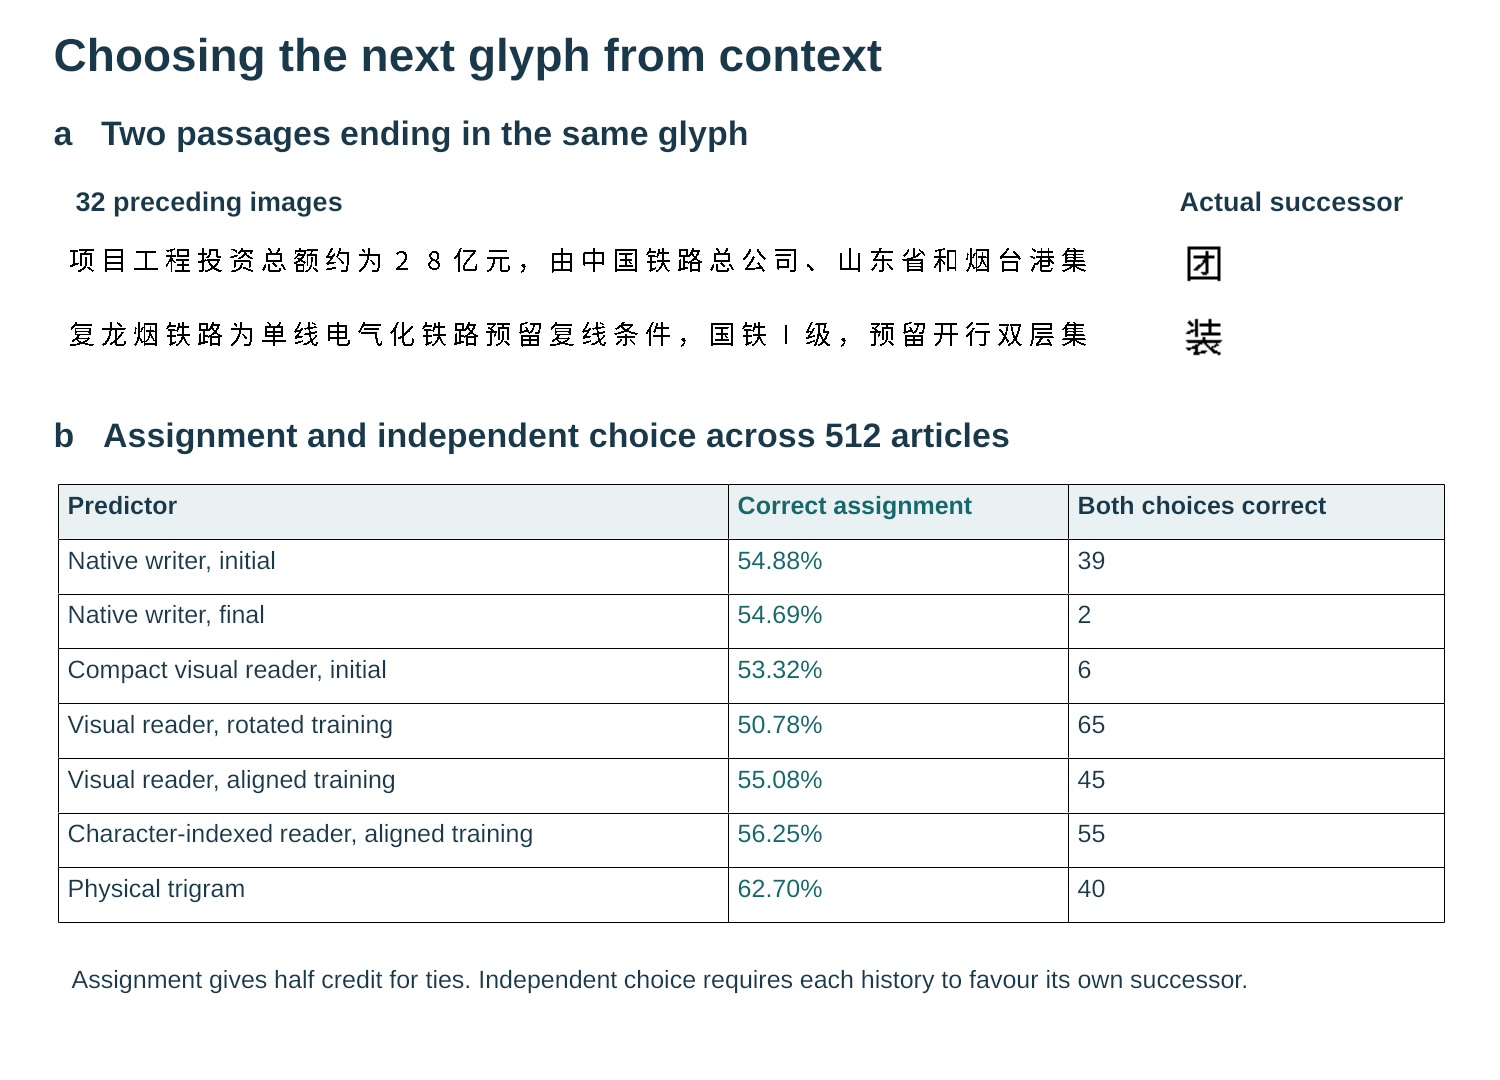 Choosing the next glyph from context
a Two passages ending in the same glyph
32 preceding images Actual successor
项目工程投资总额约为28亿元，由中国铁路总公司、山东省和烟台港集 团
复龙烟铁路为单线电气化铁路预留复线条件，国铁Ⅰ级，预留开行双层集 装
b Assignment and independent choice across 512 articles
Predictor Correct assignment Both choices correct
Native writer, initial 54.88% 39
Native writer, final 54.69% 2
Compact visual reader, initial 53.32% 6
Visual reader, rotated training 50.78% 65
Visual reader, aligned training 55.08% 45
Character-indexed reader, aligned training 56.25% 55
Physical trigram 62.70% 40
Assignment gives half credit for ties. Independent choice requires each history to favour its own successor.